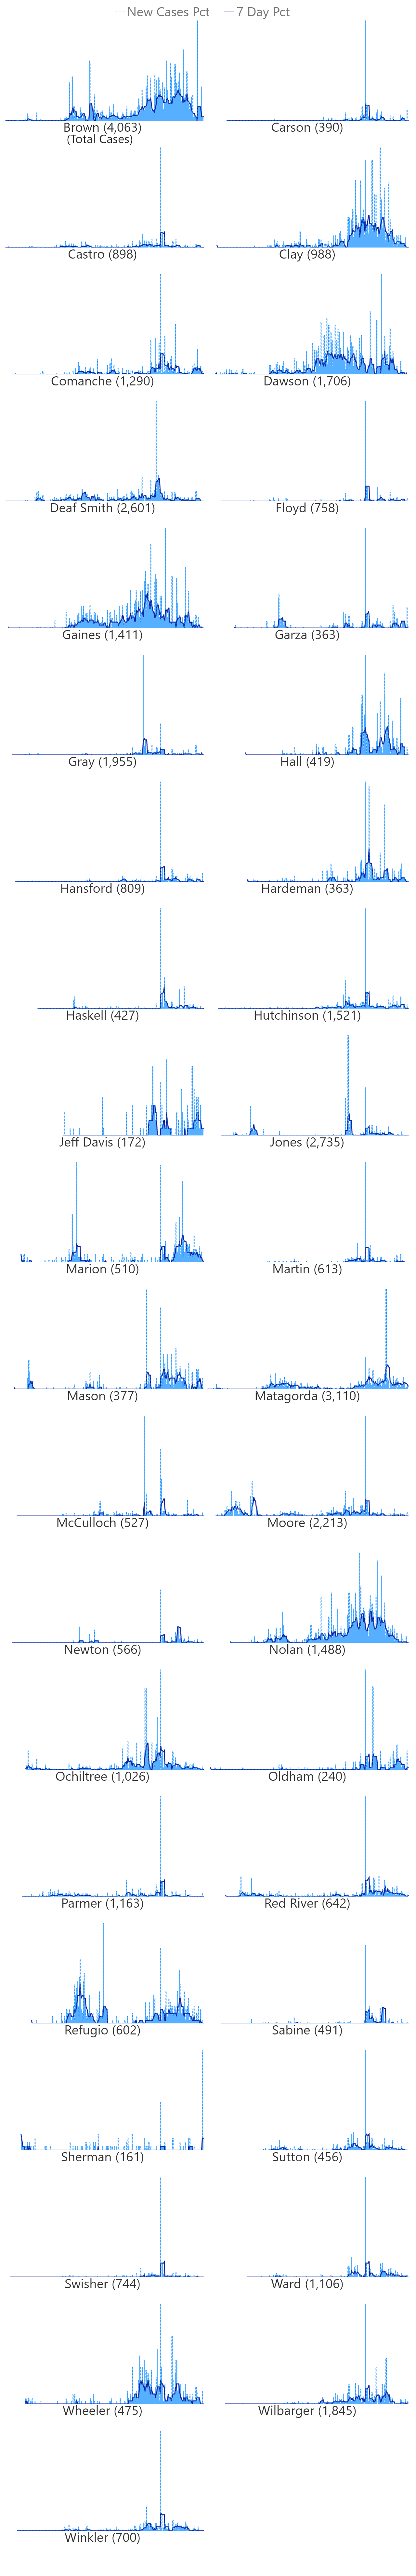 New Cases Pct 7 Day Pct
Brown (4,063) Carson (390)
(Total Cases)
Castro (898) Clay (988)
Comanche (1,290) Dawson (1,706)
Deaf Smith (2,601) Floyd (758)
Gaines (1,411) Garza (363)
Gray (1,955) Hall (419)
Hansford (809) Hardeman (363)
Haskell (427) Hutchinson (1,521)
Jeff Davis (172) Jones (2,735)
Marion (510) Martin (613)
Mason (377) Matagorda (3,110)
McCulloch (527) Moore (2,213)
Newton (566) Nolan (1,488)
Ochiltree (1,026) Oldham (240)
Parmer (1,163) Red River (642)
Refugio (602) Sabine (491)
Sherman (161) Sutton (456)
Swisher (744) Ward (1,106)
Wheeler (475) Wilbarger (1,845)
Winkler (700)